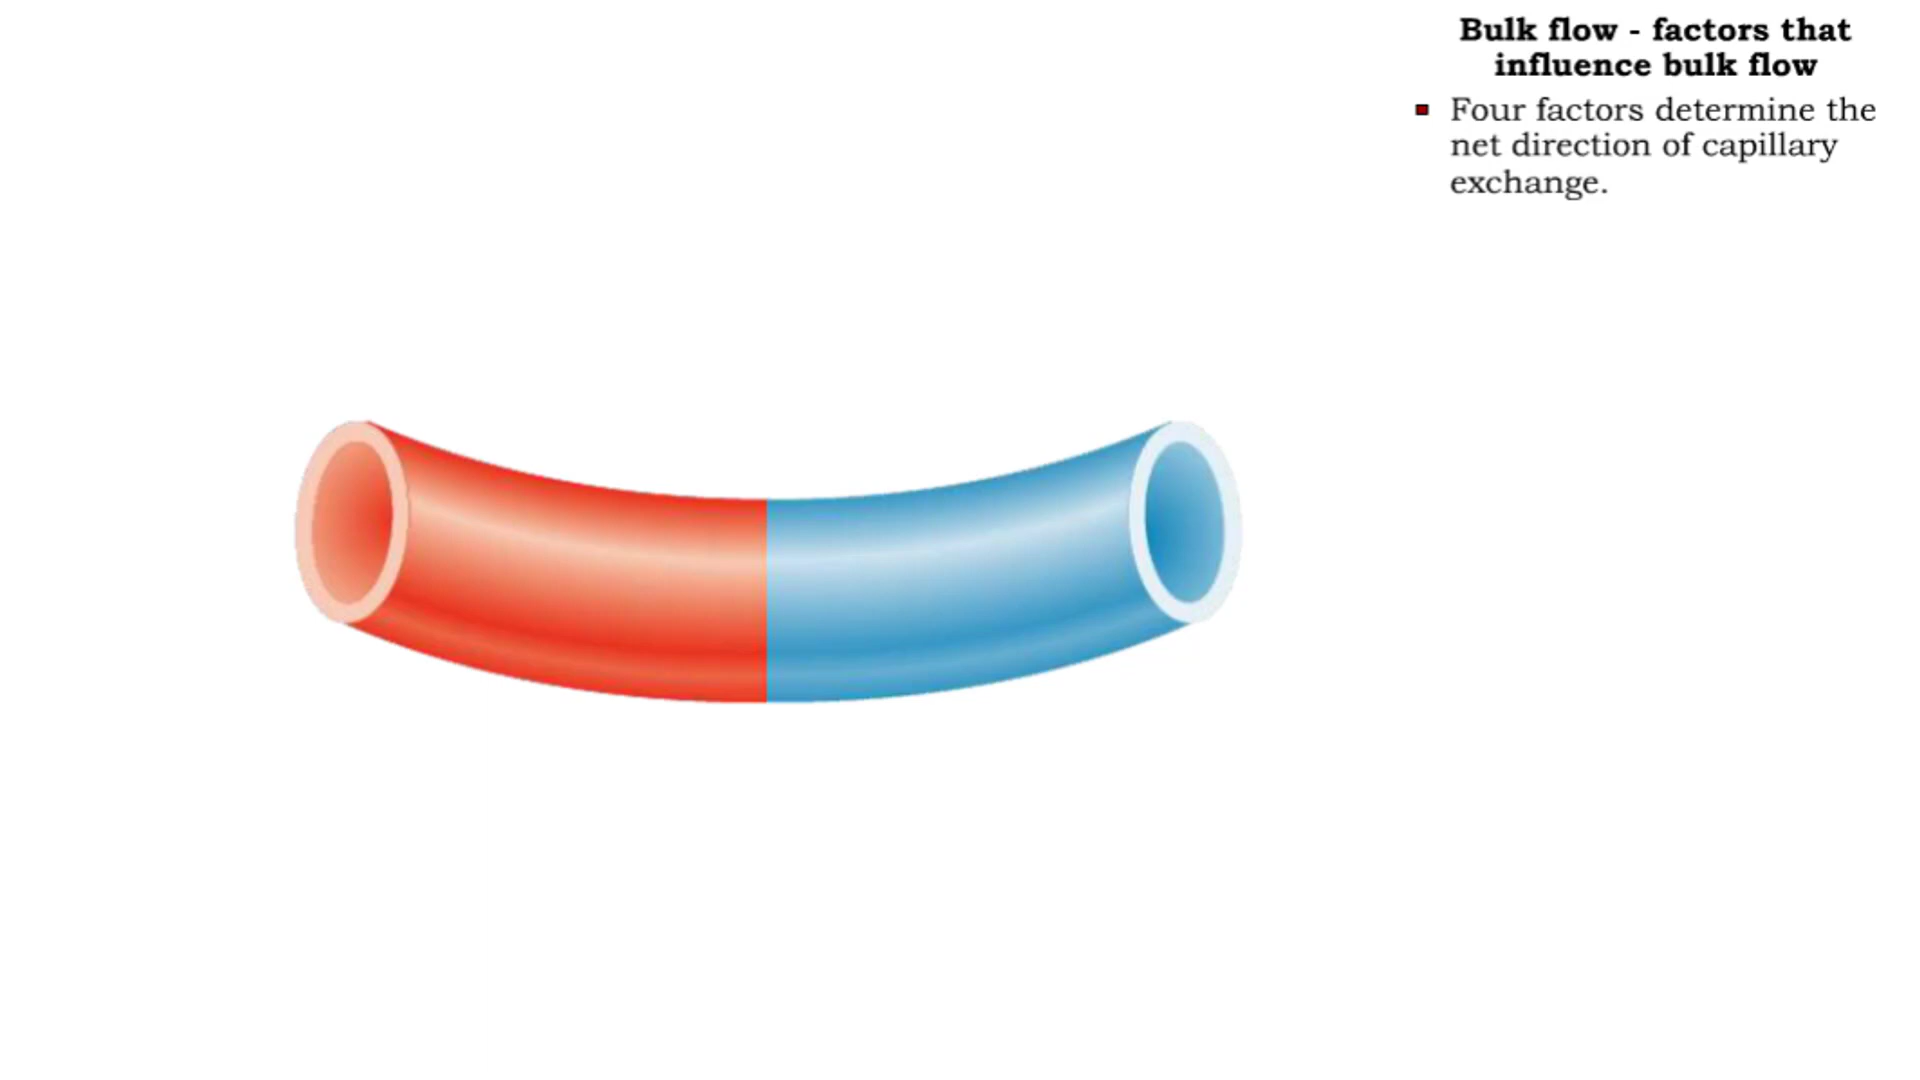 Bulk flow - factors that
influence bulk flow
Four factors determine the
net direction of capillary
exchange.